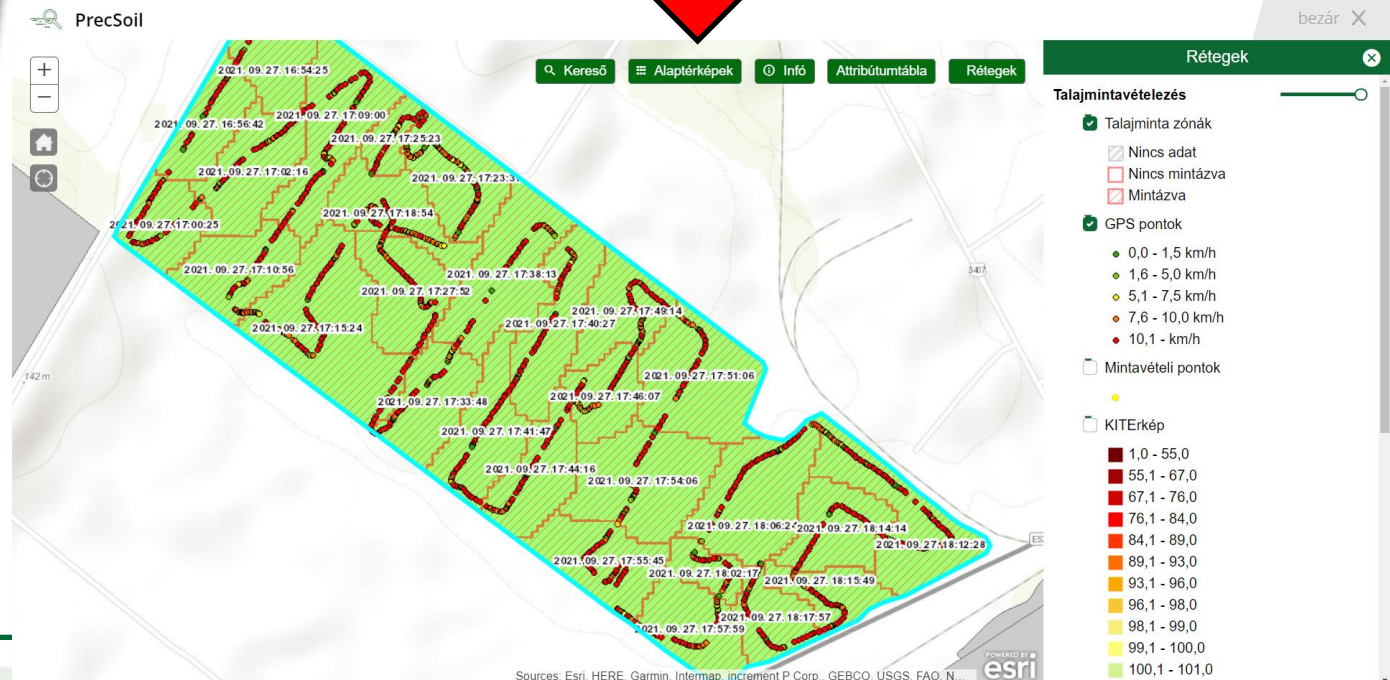 PrecSoil
bezár X
+
−
Kereső
Alaptérképek
Infó
Attribútumtábla
Rétegek
2021. 09. 27. 16:54:25
2021. 09. 27. 17:09:00
2021. 09. 27. 16:56:42
2021. 09. 27. 17:25:23
2021. 09. 27. 17:02:16
2021. 09. 27. 17:23:3
2021. 09. 27. 17:18:54
2021. 09. 27. 17:00:25
2021. 09. 27. 17:10:56
2021. 09. 27. 17:38:13
2021. 09. 27. 17:27:52
2021. 09. 27. 17:49:14
2021. 09. 27. 17:40:27
2021. 09. 27. 17:15:24
2021. 09. 27. 17:51:06
2021. 09. 27. 17:46:07
2021. 09. 27. 17:33:48
2021. 09. 27. 17:41:47
2021. 09. 27. 17:44:16
2021. 09. 27. 17:54:06
2021. 09. 27. 18:06:2
2021. 09. 27. 18:14:14
2021. 09. 27. 18:12:28
2021. 09. 27. 17:55:45
2021. 09. 27. 18:02:17
2021. 09. 27. 18:15:49
2021. 09. 27. 18:17:57
2021. 09. 27. 17:57:59
142 m
3407
Sources: Esri, HERE, Garmin, Intermap, increment P Corp., GEBCO, USGS, FAO, N...
POWERED BY
esri
Rétegek
Talajmintavételezés
Talajminta zónák
Nincs adat
Nincs mintázva
Mintázva
GPS pontok
0,0 - 1,5 km/h
1,6 - 5,0 km/h
5,1 - 7,5 km/h
7,6 - 10,0 km/h
10,1 - km/h
Mintavételi pontok
KITErkép
1,0 - 55,0
55,1 - 67,0
67,1 - 76,0
76,1 - 84,0
84,1 - 89,0
89,1 - 93,0
93,1 - 96,0
96,1 - 98,0
98,1 - 99,0
99,1 - 100,0
100,1 - 101,0